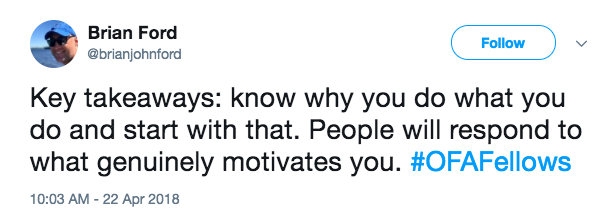 Brian Ford
@brianjohnford
Follow
Key takeaways: know why you do what you
do and start with that. People will respond to
what genuinely motivates you. #OFAFellows
10:03 AM - 22 Apr 2018